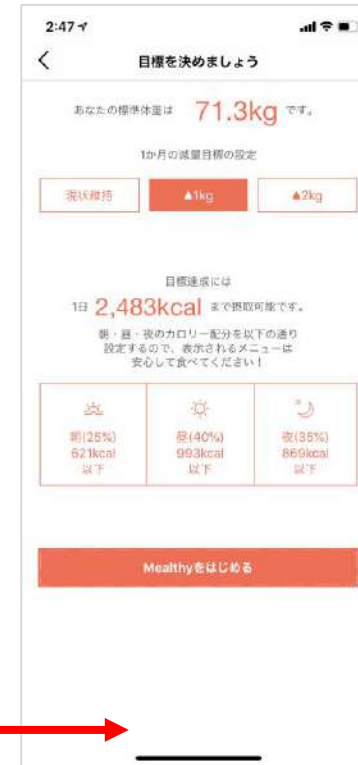 2:47
目標を決めましょう
あなたの標準体重は 71.3kg です。
1か月の減量目標の設定
現状維持 ▲1kg ▲2kg
目標達成には
1日 2,483kcal まで摂取可能です。
朝・昼・夜のカロリー配分を以下の通り
設定するので、表示されるメニューは
安心して食べてください!
朝(25%) 昼(40%) 夜(35%)
621kcal 993kcal 869kcal
以下 以下 以下
Mealthyをはじめる